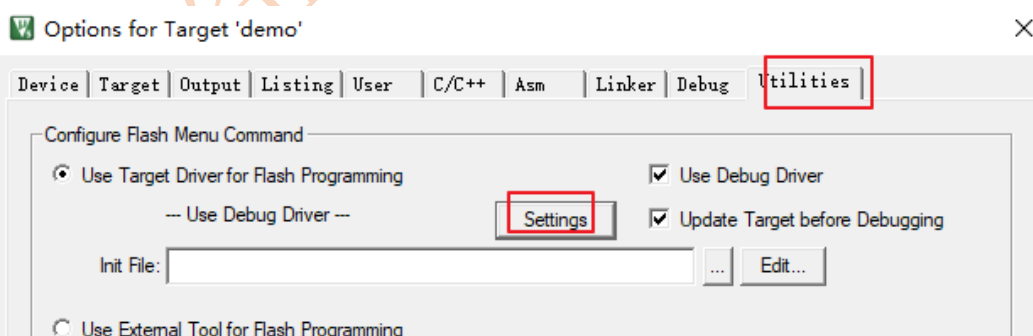 Options for Target 'demo'
Device Target Output Listing User C/C++ Asm Linker Debug Utilities
Configure Flash Menu Command
Use Target Driver for Flash Programming Use Debug Driver
--- Use Debug Driver --- Settings Update Target before Debugging
Init File: ... Edit...
Use External Tool for Flash Programming